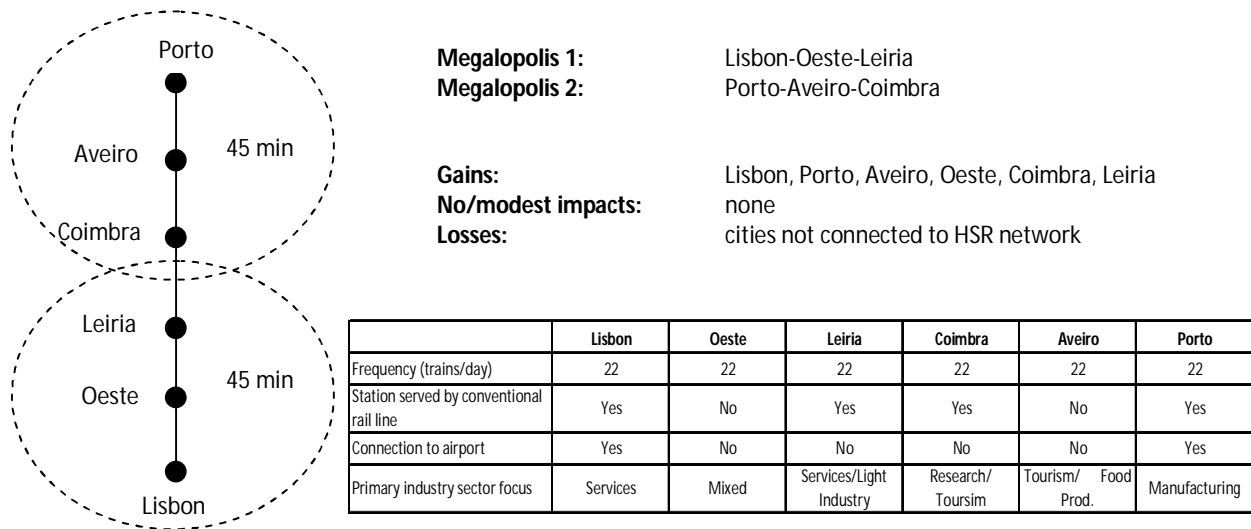 Porto
Aveiro
45 min
Coimbra
Leiria
Oeste
45 min
Lisbon
Megalopolis 1: Lisbon-Oeste-Leiria
Megalopolis 2: Porto-Aveiro-Coimbra
Gains: Lisbon, Porto, Aveiro, Oeste, Coimbra, Leiria
No/modest impacts: none
Losses: cities not connected to HSR network
Lisbon Oeste Leiria Coimbra Aveiro Porto
Frequency (trains/day) 22 22 22 22 22 22
Station served by conventional
rail line Yes No Yes Yes No Yes
Connection to airport Yes No No No No Yes
Primary industry sector focus Services Mixed Services/Light Industry Research/ Toursim Tourism/ Food Prod. Manufacturing